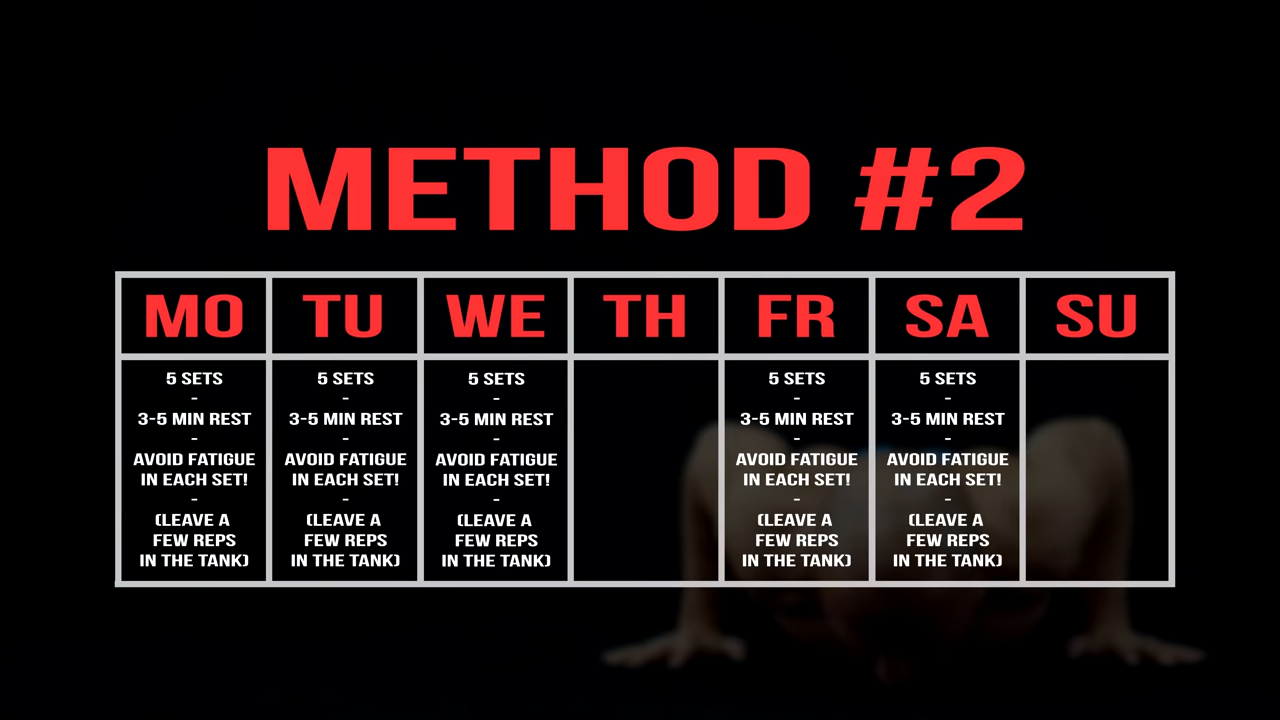 METHOD #2
MO TU WE TH FR SA SU
5 SETS
-
3-5 MIN REST
-
AVOID FATIGUE
IN EACH SET!
-
(LEAVE A
FEW REPS
IN THE TANK)
5 SETS
-
3-5 MIN REST
-
AVOID FATIGUE
IN EACH SET!
-
(LEAVE A
FEW REPS
IN THE TANK)
5 SETS
-
3-5 MIN REST
-
AVOID FATIGUE
IN EACH SET!
-
(LEAVE A
FEW REPS
IN THE TANK)
5 SETS
-
3-5 MIN REST
-
AVOID FATIGUE
IN EACH SET!
-
(LEAVE A
FEW REPS
IN THE TANK)
5 SETS
-
3-5 MIN REST
-
AVOID FATIGUE
IN EACH SET!
-
(LEAVE A
FEW REPS
IN THE TANK)